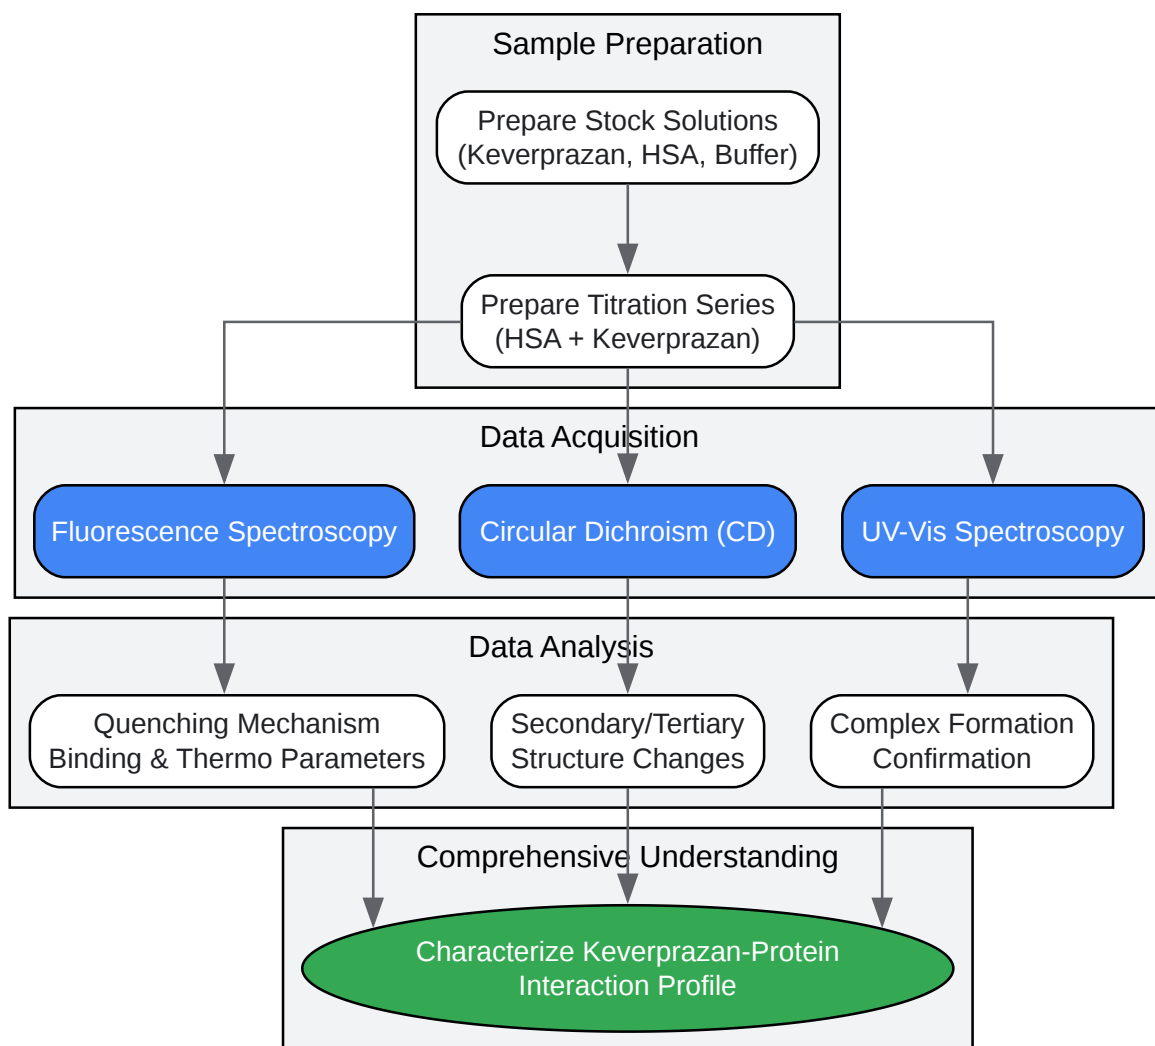 Sample Preparation
Prepare Stock Solutions
(Keverprazan, HSA, Buffer)
Prepare Titration Series
(HSA + Keverprazan)
Data Acquisition
Fluorescence Spectroscopy
Circular Dichroism (CD)
UV-Vis Spectroscopy
Data Analysis
Quenching Mechanism
Binding & Thermo Parameters
Secondary/Tertiary
Structure Changes
Complex Formation
Confirmation
Comprehensive Understanding
Characterize Keverprazan-Protein
Interaction Profile